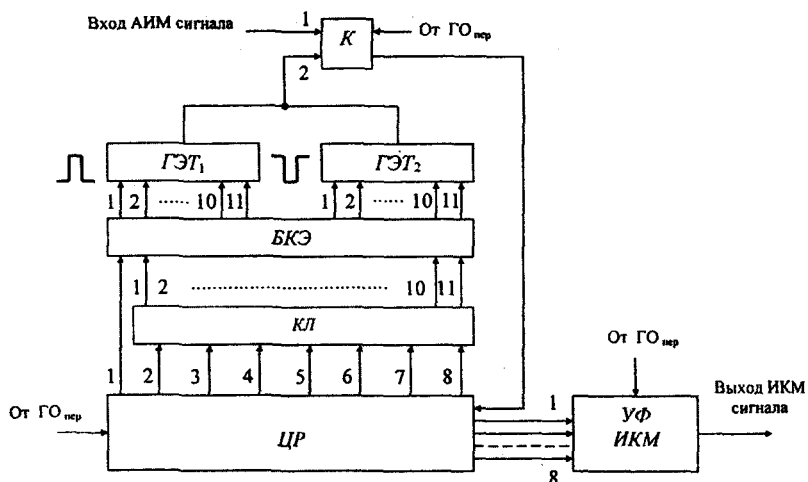 Вход АИМ сигнала
1
К
От ГО пер
2
ГЭТ1
ГЭТ2
1 2 ...... 10 11
1 2 ...... 10 11
БКЭ
1 2 ........................... 10 11
КЛ
1 2 3 4 5 6 7 8
От ГО пер
ЦР
1
8
От ГО пер
УФ
ИКМ
Выход ИКМ
сигнала